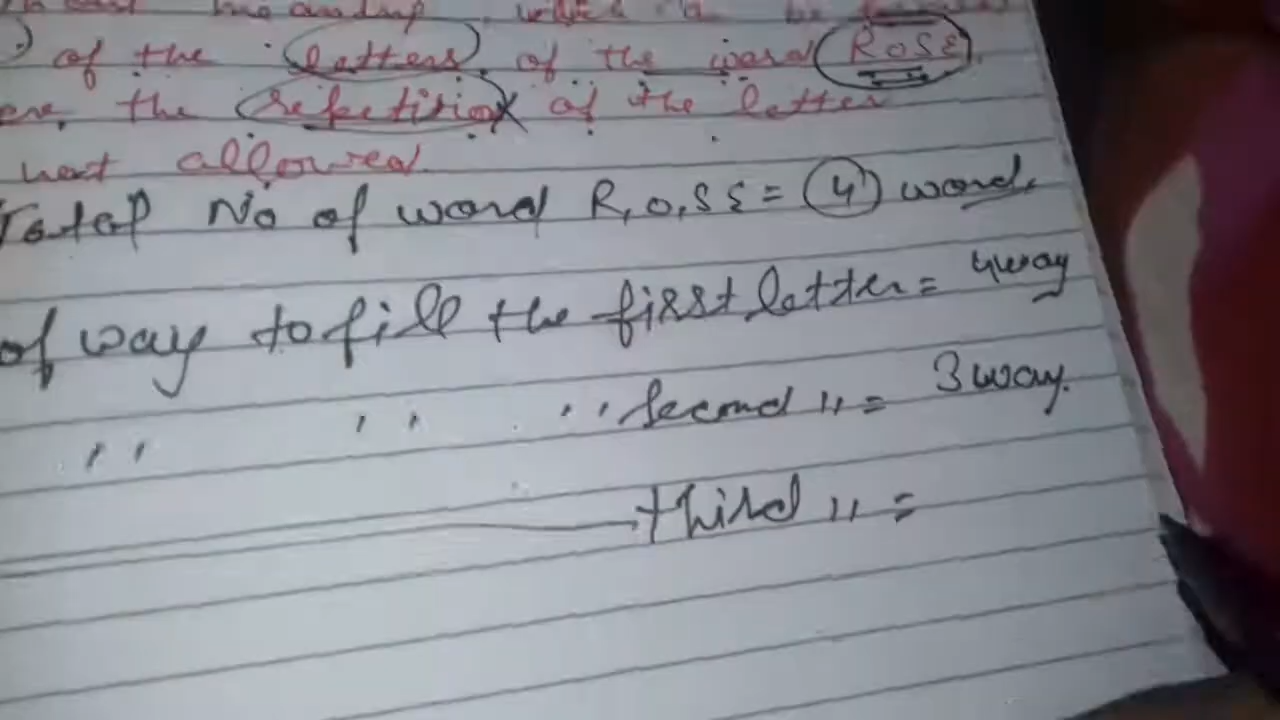 of the letters of the word ROSE
the repetition of the letter
not allowed
Total No of word R, O, S E = 4 words
of way to fill the first letter = 4 way
,, ,, ,, second ,, = 3 way.
third ,, =